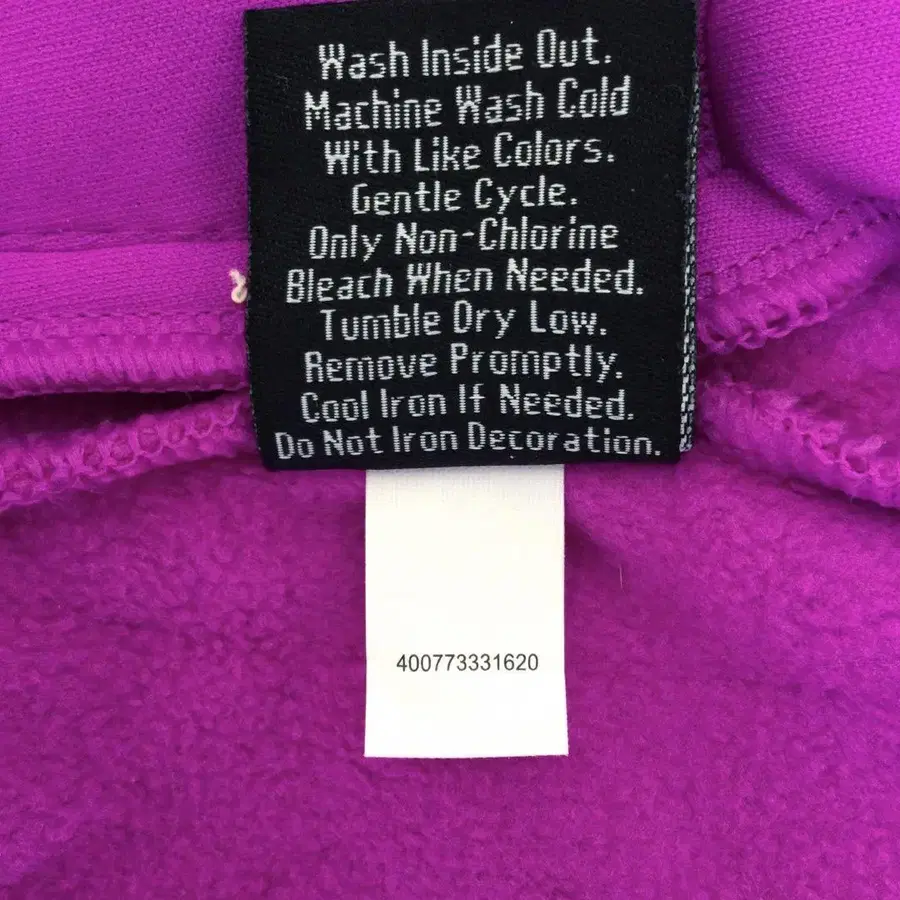 Wash Inside Out.
Machine Wash Cold
With Like Colors.
Gentle Cycle.
Only Non-Chlorine
Bleach When Needed.
Tumble Dry Low.
Remove Promptly.
Cool Iron If Needed.
Do Not Iron Decoration.
400773331620